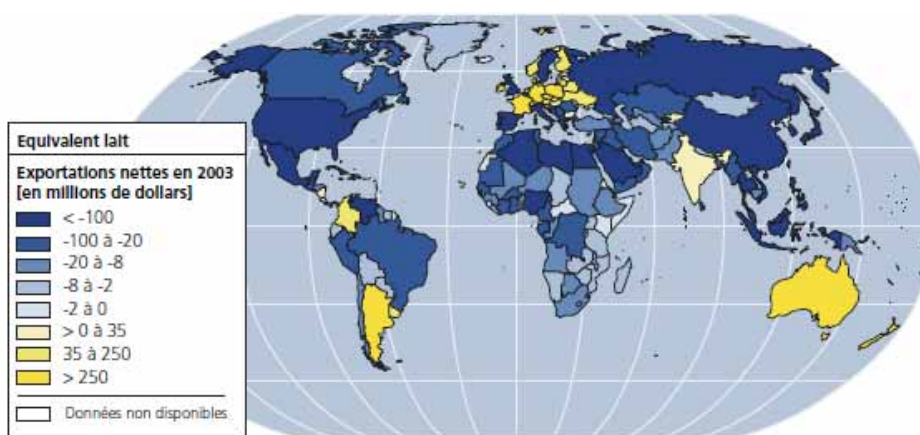 Equivalent lait
Exportations nettes en 2003
[en millions de dollars]
< -100
-100 à -20
-20 à -8
-8 à -2
-2 à 0
> 0 à 35
35 à 250
> 250
Données non disponibles